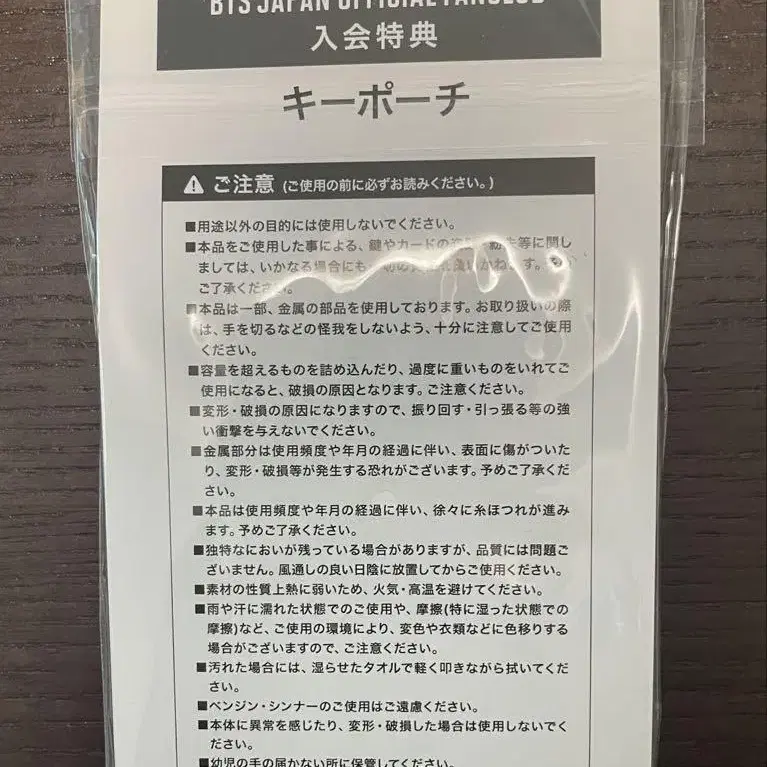 BTS JAPAN OFFICIAL FANCLUB
入会特典
キーポーチ
ご注意 (ご使用の前に必ずお読みください。)
■用途以外の目的には使用しないでください。
■本品をご使用した事による、鍵やカードの 等に関し
ましては、いかなる場合にも
ご了承くだ
■本品は一部、金属の部品を使用しております。お取り扱いの際
は、手を切るなどの怪我をしないよう、十分に注意してご使用
ください。
■容量を超えるものを詰め込んだり、過度に重いものをいれてご
使用になると、破損の原因となります。ご注意ください。
■変形・破損の原因になりますので、振り回す・引っ張る等の強
い衝撃を与えないでください。
■金属部分は使用頻度や年月の経過に伴い、表面に傷がついた
り、変形・破損等が発生する恐れがございます。予めご了承くだ
さい。
■本品は使用頻度や年月の経過に伴い、徐々に糸ほつれが進み
ます。予めご了承ください。
■独特なにおいが残っている場合がありますが、品質には問題ご
ざいません。風通しの良い日陰に放置してからご使用ください。
■素材の性質上熱に弱いため、火気・高温を避けてください。
■雨や汗に濡れた状態でのご使用や、摩擦(特に湿った状態での
摩擦)など、ご使用の環境により、変色や衣類などに色移りする
場合がございますので、ご注意ください。
■汚れた場合には、湿らせたタオルで軽く叩きながら拭いてくだ
さい。
■ベンジン・シンナーのご使用はご遠慮ください。
■本体に異常を感じたり、変形・破損した場合は使用しないでく
ださい。
■幼児の手の届かない所に保管してください。